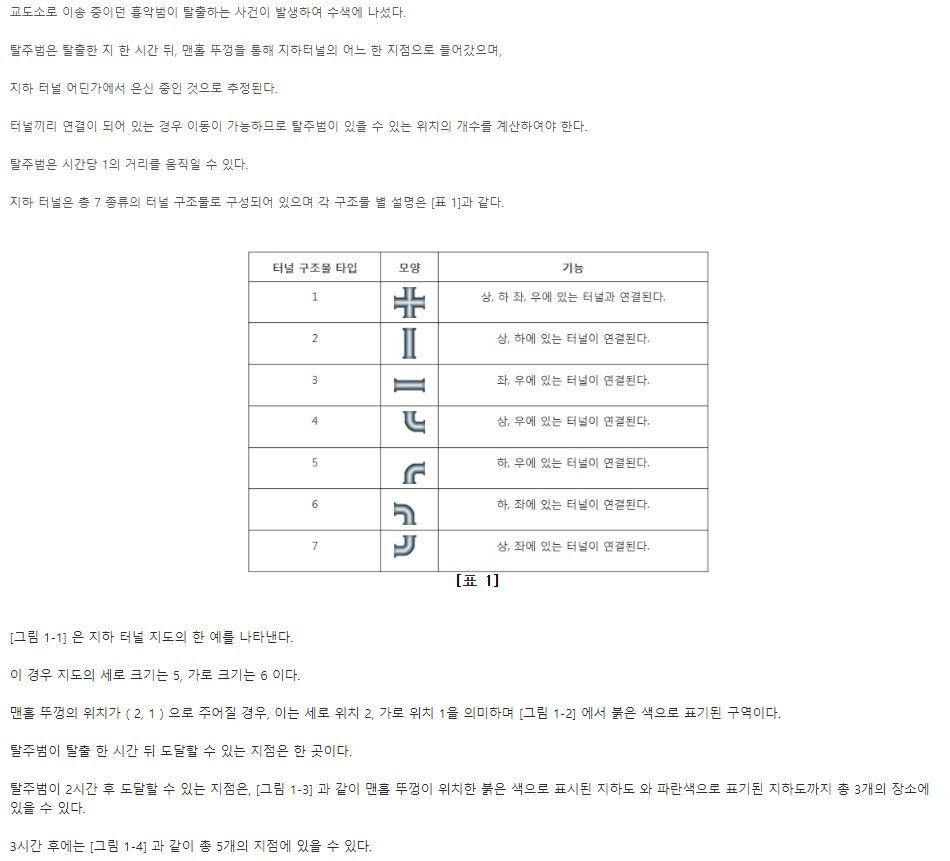 교도소로 이송 중이던 흉악범이 탈출하는 사건이 발생하여 수색에 나섰다.
탈주범은 탈출한 지 한 시간 뒤, 맨홀 뚜껑을 통해 지하터널의 어느 한 지점으로 들어갔으며,
지하 터널 어딘가에서 은신 중인 것으로 추정된다.
터널끼리 연결이 되어 있는 경우 이동이 가능하므로 탈주범이 있을 수 있는 위치의 개수를 계산하여야 한다.
탈주범은 시간당 1의 거리를 움직일 수 있다.
지하 터널은 총 7 종류의 터널 구조물로 구성되어 있으며 각 구조물 별 설명은 [표 1]과 같다.
터널 구조물 타입 모양 기능
1 상, 하 좌, 우에 있는 터널과 연결된다.
2 상, 하에 있는 터널이 연결된다.
3 좌, 우에 있는 터널이 연결된다.
4 상, 우에 있는 터널이 연결된다.
5 하, 우에 있는 터널이 연결된다.
6 하, 좌에 있는 터널이 연결된다.
7 상, 좌에 있는 터널이 연결된다.
[표 1]
[그림 1-1] 은 지하 터널 지도의 한 예를 나타낸다.
이 경우 지도의 세로 크기는 5, 가로 크기는 6 이다.
맨홀 뚜껑의 위치가 ( 2, 1 ) 으로 주어질 경우, 이는 세로 위치 2, 가로 위치 1을 의미하며 [그림 1-2] 에서 붉은 색으로 표기된 구역이다.
탈주범이 탈출 한 시간 뒤 도달할 수 있는 지점은 한 곳이다.
탈주범이 2시간 후 도달할 수 있는 지점은, [그림 1-3] 과 같이 맨홀 뚜껑이 위치한 붉은 색으로 표시된 지하도 와 파란색으로 표기된 지하도까지 총 3개의 장소에
있을 수 있다.
3시간 후에는 [그림 1-4] 과 같이 총 5개의 지점에 있을 수 있다.